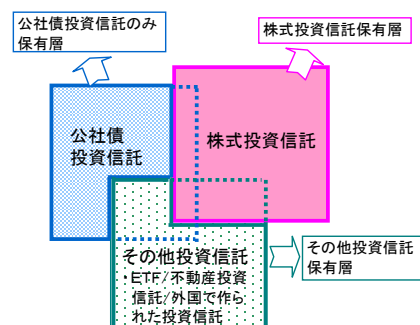 公社債投資信託のみ
保有層
株式投資信託保有層
公社債
投資信託
株式投資信託
その他投資信託
・ETF/不動産投資
信託/外国で作ら
れた投資信託
その他投資信託
保有層